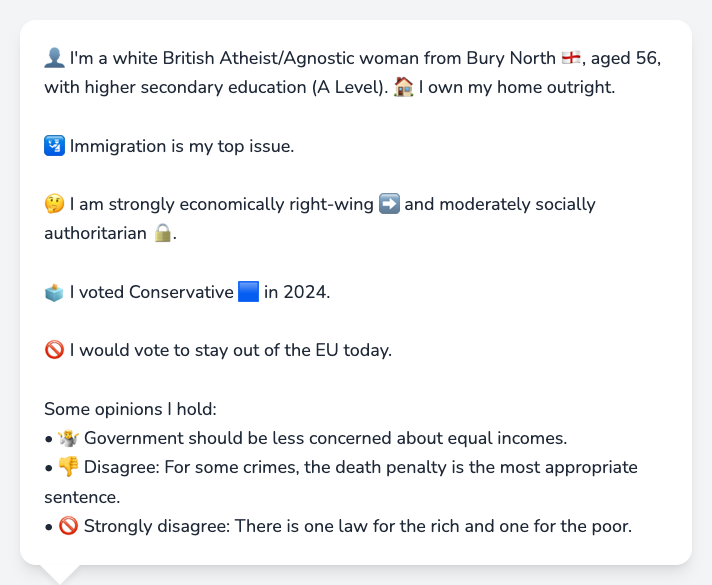 👤 I'm a white British Atheist/Agnostic woman from Bury North 🏴󠁧󠁢󠁥󠁮󠁧󠁿, aged 56,
with higher secondary education (A Level). 🏠 I own my home outright.
🛂 Immigration is my top issue.
🤔 I am strongly economically right-wing ➡️ and moderately socially
authoritarian 🔒.
🗳️ I voted Conservative 🟦 in 2024.
🚫 I would vote to stay out of the EU today.
Some opinions I hold:
• 🤷 Government should be less concerned about equal incomes.
• 👎 Disagree: For some crimes, the death penalty is the most appropriate
sentence.
• 🚫 Strongly disagree: There is one law for the rich and one for the poor.